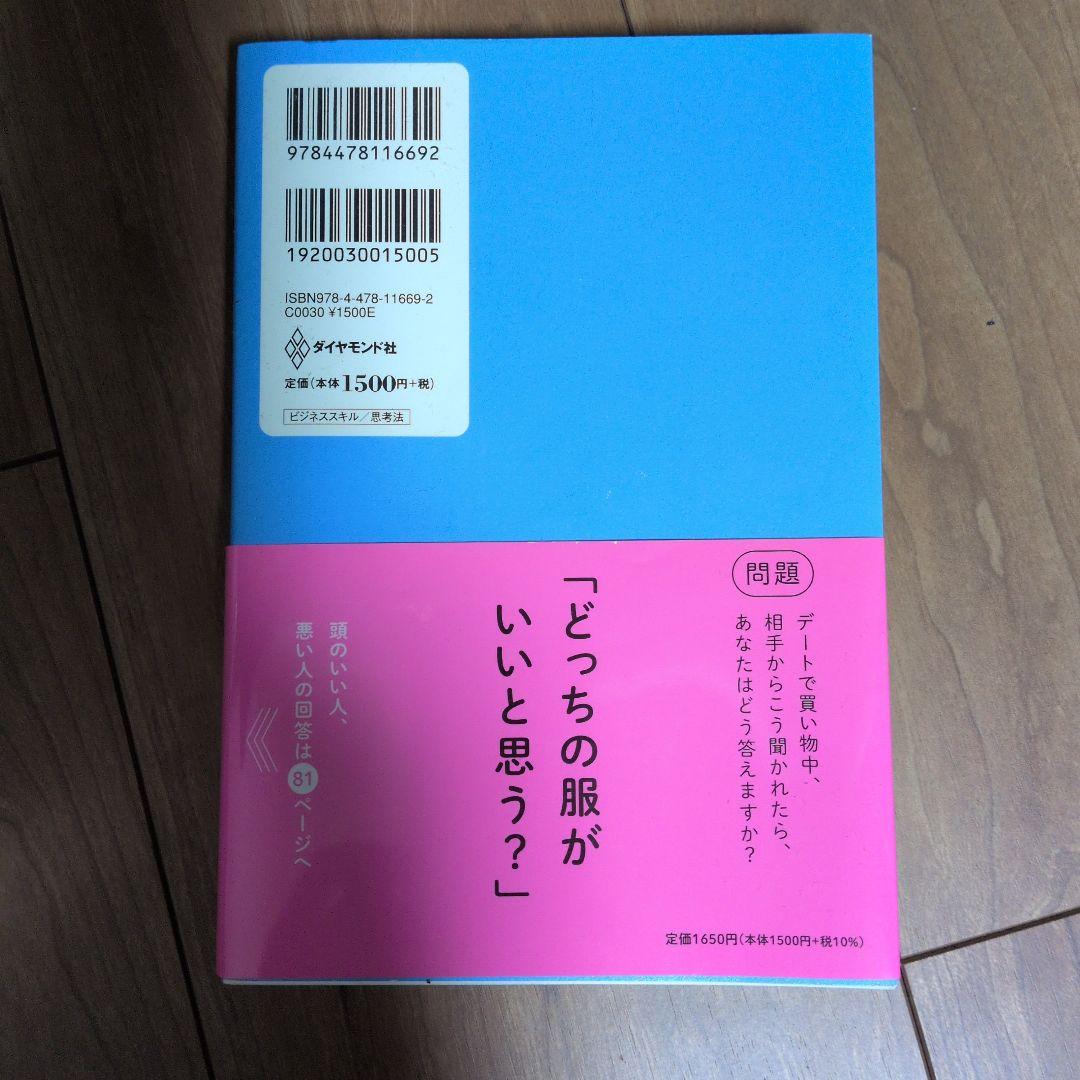 9784478116692
1920030015005
ISBN978-4-478-11669-2
C0030 ¥1500E
ダイヤモンド社
定価(本体1500円+税)
ビジネススキル/思考法
問題
デートで買い物中、
相手からこう聞かれたら、
あなたはどう答えますか?
「どっちの服が
いいと思う?」
頭のいい人、
悪い人の回答は81ページへ
定価1650円(本体1500円+税10%)